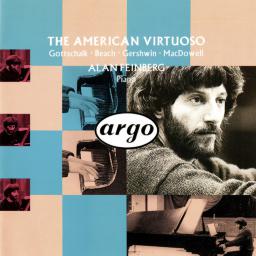 THE AMERICAN VIRTUOSO
Gottschalk · Beach · Gershwin · MacDowell
ALAN FEINBERG
Piano
argo